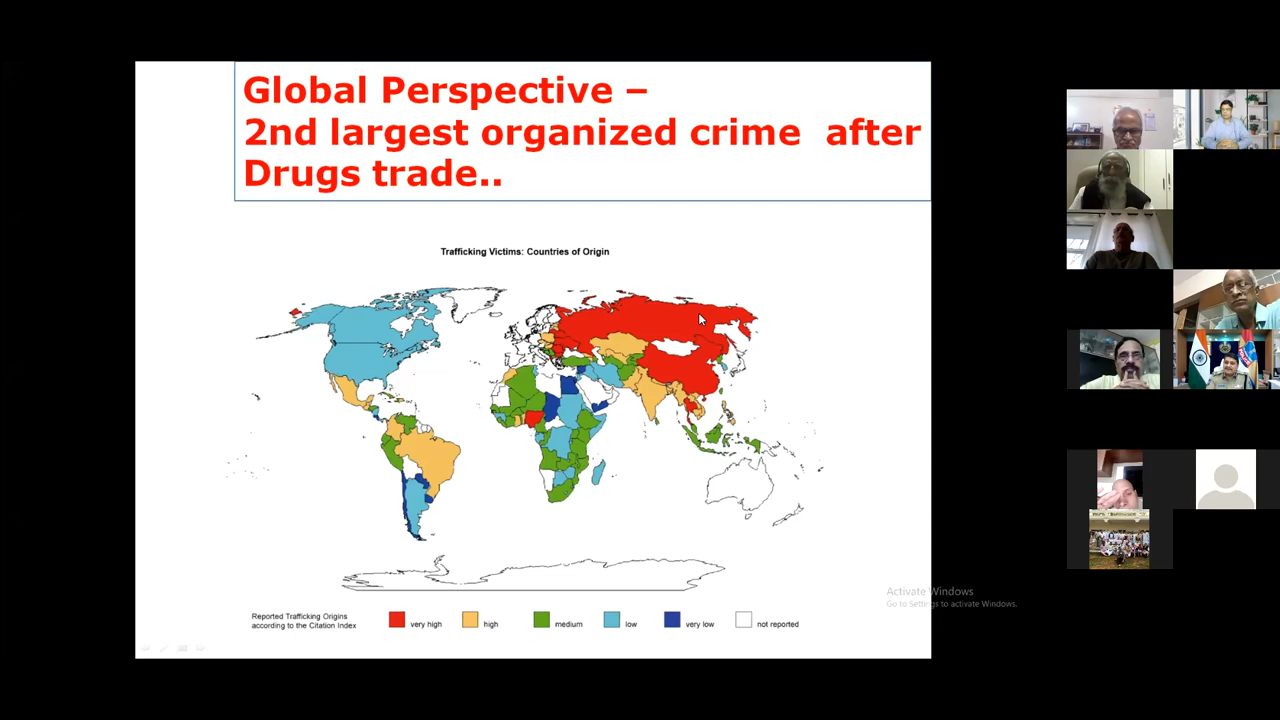 Global Perspective –
2nd largest organized crime  after
Drugs trade..
Trafficking Victims: Countries of Origin
Reported Trafficking Origins
according to the Citation Index
very high
high
medium
low
very low
not reported
Activate Windows
Go to Settings to activate Windows.